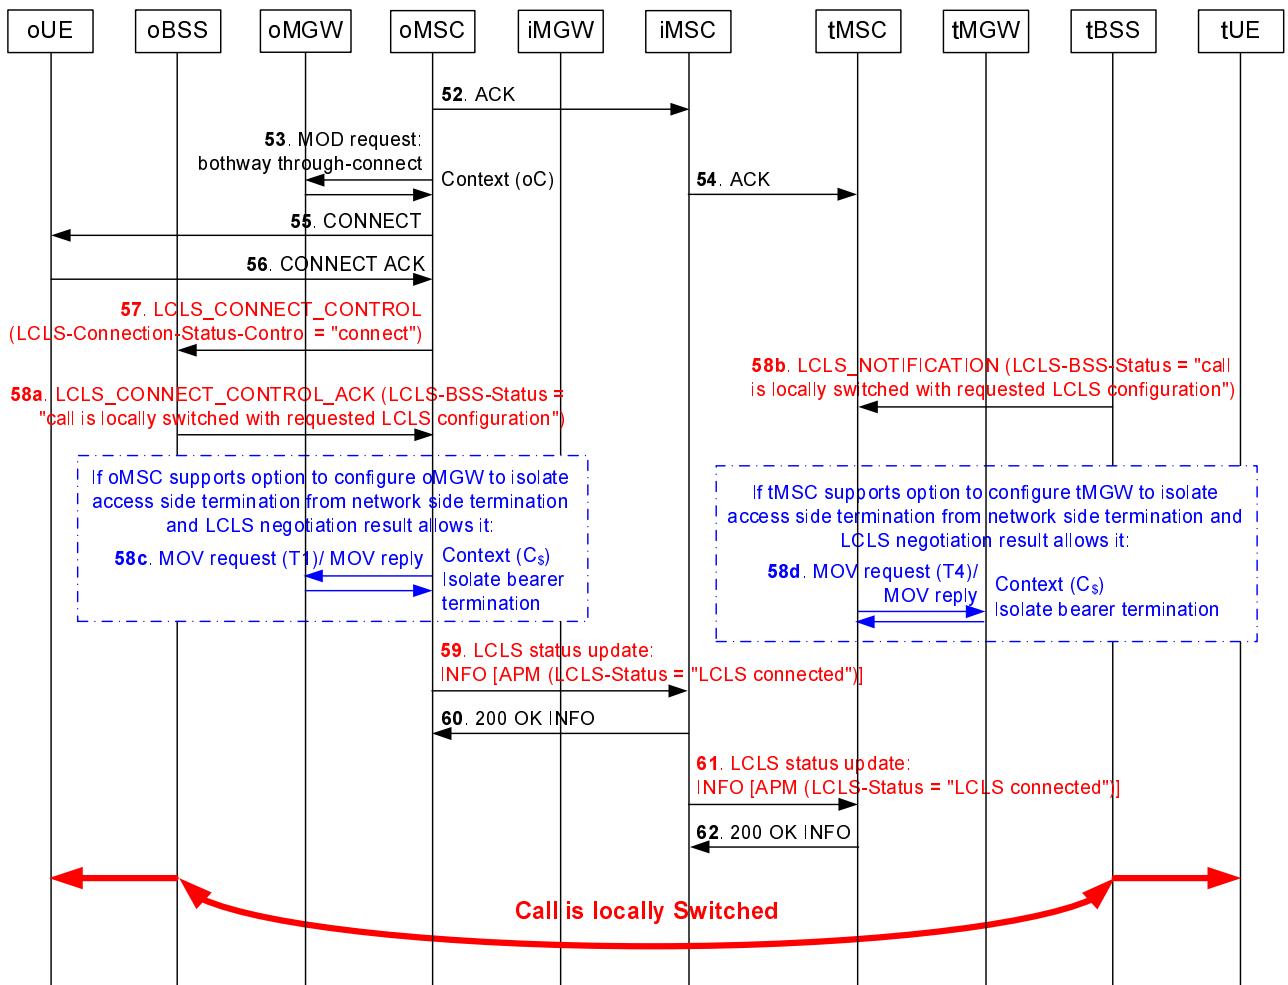 oUE
oBSS
oMGW
oMSC
iMGW
iMSC
tMSC
tMGW
tBSS
tUE
52. ACK
53. MOD request:
bothway through-connect
Context (oC)
54. ACK
55. CONNECT
56. CONNECT ACK
57. LCLS_CONNECT_CONTROL
(LCLS-Connection-Status-Control = "connect")
58b. LCLS_NOTIFICATION (LCLS-BSS-Status = "call
is locally switched with requested LCLS configuration")
58a. LCLS_CONNECT_CONTROL_ACK (LCLS-BSS-Status =
"call is locally switched with requested LCLS configuration")
If oMSC supports option to configure oMGW to isolate
access side termination from network side termination
and LCLS negotiation result allows it:
58c. MOV request (T1)/ MOV reply
Context (C$)
Isolate bearer
termination
If tMSC supports option to configure tMGW to isolate
access side termination from network side termination and
LCLS negotiation result allows it:
58d. MOV request (T4)/
MOV reply
Context (C$)
Isolate bearer termination
59. LCLS status update:
INFO [APM (LCLS-Status = "LCLS connected")]
60. 200 OK INFO
61. LCLS status update:
INFO [APM (LCLS-Status = "LCLS connected")]
62. 200 OK INFO
Call is locally Switched